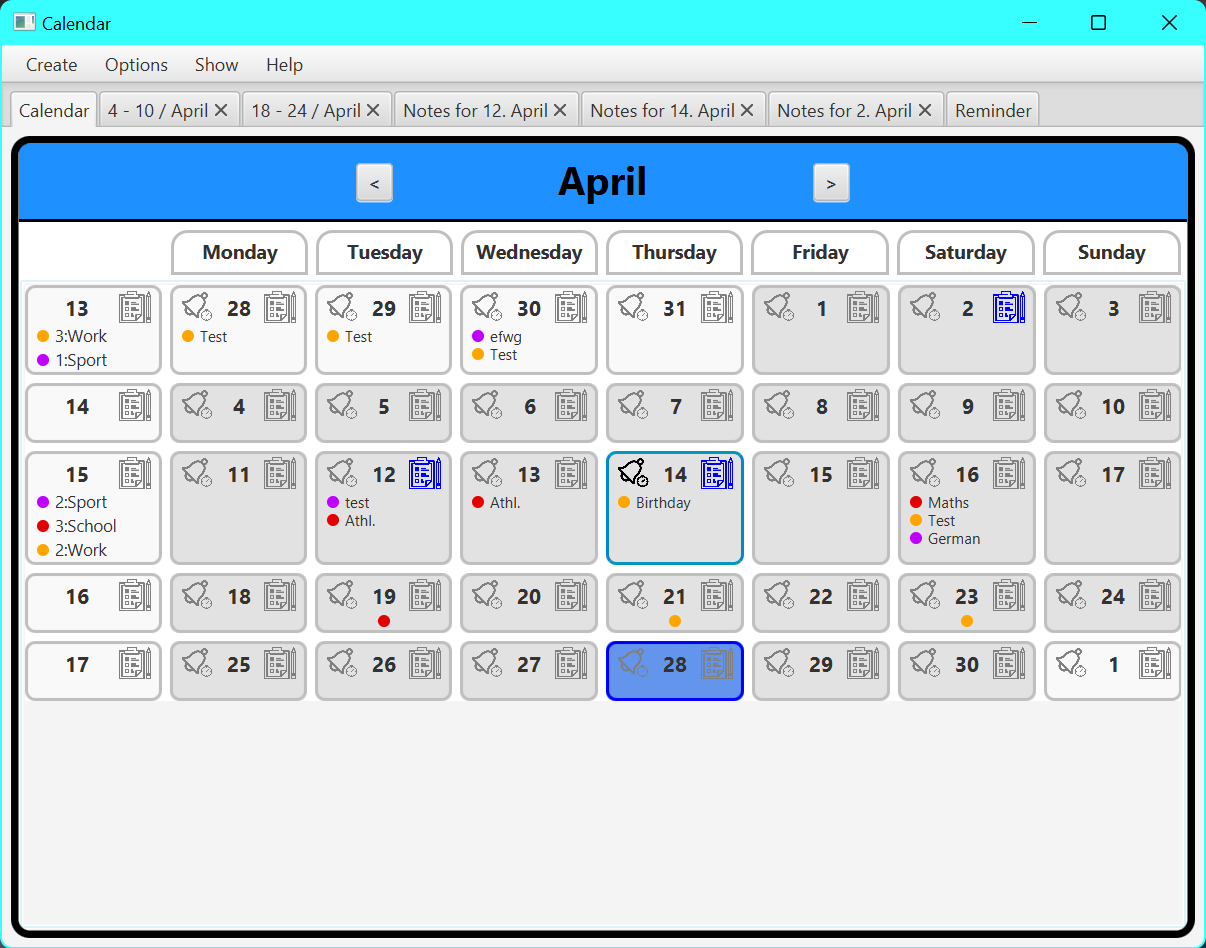 Calendar
Create Options Show Help
Calendar 4 - 10 / April 18 - 24 / April Notes for 12. April Notes for 14. April Notes for 2. April Reminder
< April >
Monday Tuesday Wednesday Thursday Friday Saturday Sunday
13 28 29 30 31 1 2 3
3:Work Test Test efwg
1:Sport Test
14 4 5 6 7 8 9 10
15 11 12 13 14 15 16 17
2:Sport test Athl. Birthday Maths
3:School Athl. Test
2:Work German
16 18 19 20 21 22 23 24
17 25 26 27 28 29 30 1